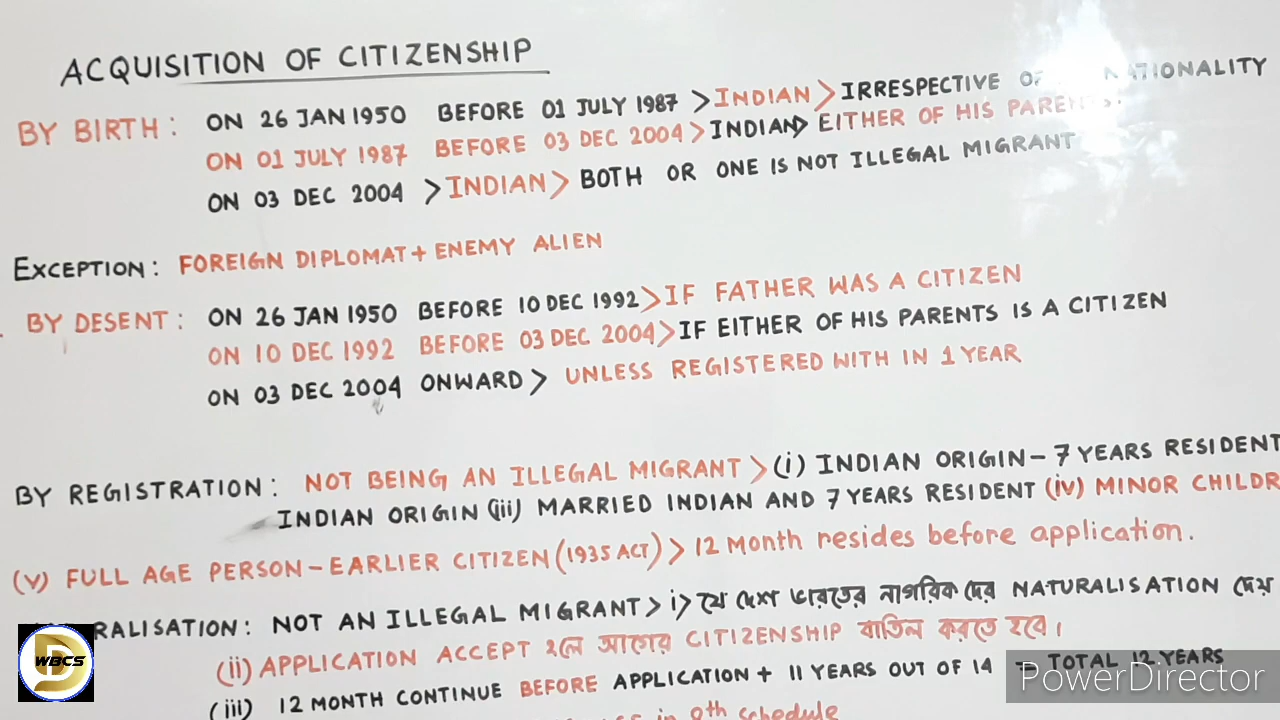 ACQUISITION OF CITIZENSHIP
BY BIRTH: ON 26 JAN 1950 BEFORE 01 JULY 1987 > INDIAN > IRRESPECTIVE OF NATIONALITY
ON 01 JULY 1987 BEFORE 03 DEC 2004 > INDIAN > EITHER OF HIS PARENTS.
ON 03 DEC 2004 > INDIAN > BOTH OR ONE IS NOT ILLEGAL MIGRANT
EXCEPTION: FOREIGN DIPLOMAT + ENEMY ALIEN
BY DESENT: ON 26 JAN 1950 BEFORE 10 DEC 1992 > IF FATHER WAS A CITIZEN
ON 10 DEC 1992 BEFORE 03 DEC 2004 > IF EITHER OF HIS PARENTS IS A CITIZEN
ON 03 DEC 2004 ONWARD > UNLESS REGISTERED WITH IN 1 YEAR
BY REGISTRATION: NOT BEING AN ILLEGAL MIGRANT > (i) INDIAN ORIGIN - 7 YEARS RESIDENT
INDIAN ORIGIN (iii) MARRIED INDIAN AND 7 YEARS RESIDENT (iv) MINOR CHILDR
(v) FULL AGE PERSON - EARLIER CITIZEN (1935 ACT) > 12 Month resides before application.
RALISATION: NOT AN ILLEGAL MIGRANT > i> যে দেশ ভারতের নাগরিক দের NATURALISATION দেয়
(ii) APPLICATION ACCEPT হলে আগের CITIZENSHIP বাতিল করতে হবে।
(iii) 12 MONTH CONTINUE BEFORE APPLICATION + 11 YEARS OUT OF 14 = TOTAL 12 YEARS
in 9th schedule
D WBCS
PowerDirector